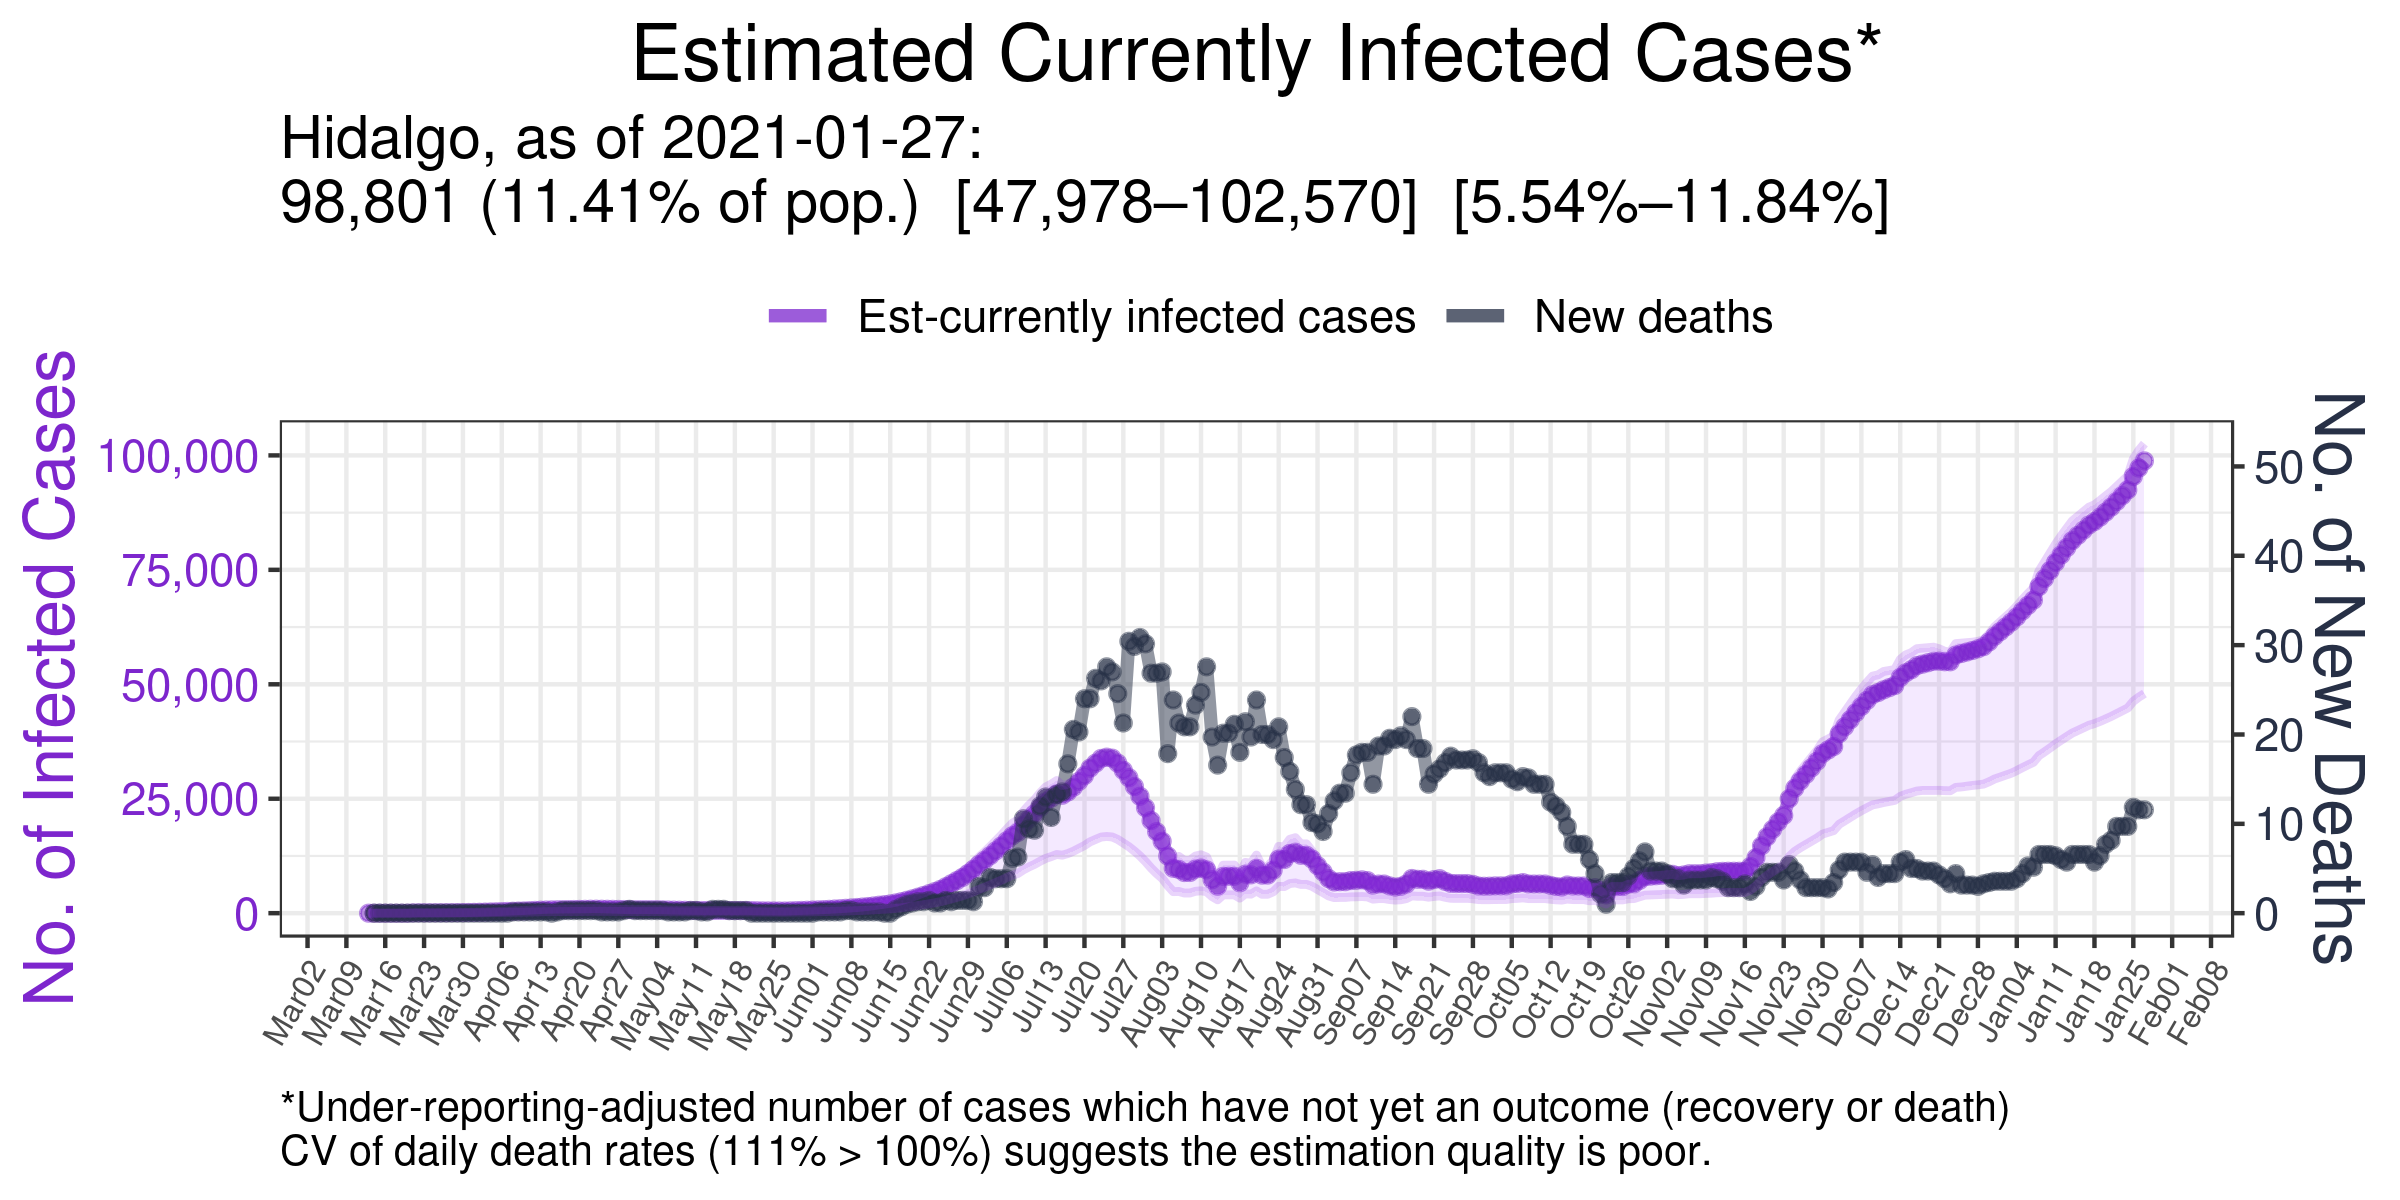 Estimated Currently Infected Cases*
Hidalgo, as of 2021-01-27:
98,801 (11.41% of pop.)  [47,978–102,570]  [5.54%–11.84%]
Est-currently infected cases
New deaths
No. of Infected Cases
100,000
75,000
50,000
25,000
0
50
40
30
20
10
0
No. of New Deaths
Mar02
Mar09
Mar16
Mar23
Mar30
Apr06
Apr13
Apr20
Apr27
May04
May11
May18
May25
Jun01
Jun08
Jun15
Jun22
Jun29
Jul06
Jul13
Jul20
Jul27
Aug03
Aug10
Aug17
Aug24
Aug31
Sep07
Sep14
Sep21
Sep28
Oct05
Oct12
Oct19
Oct26
Nov02
Nov09
Nov16
Nov23
Nov30
Dec07
Dec14
Dec21
Dec28
Jan04
Jan11
Jan18
Jan25
Feb01
Feb08
*Under-reporting-adjusted number of cases which have not yet an outcome (recovery or death)
CV of daily death rates (111% > 100%) suggests the estimation quality is poor.